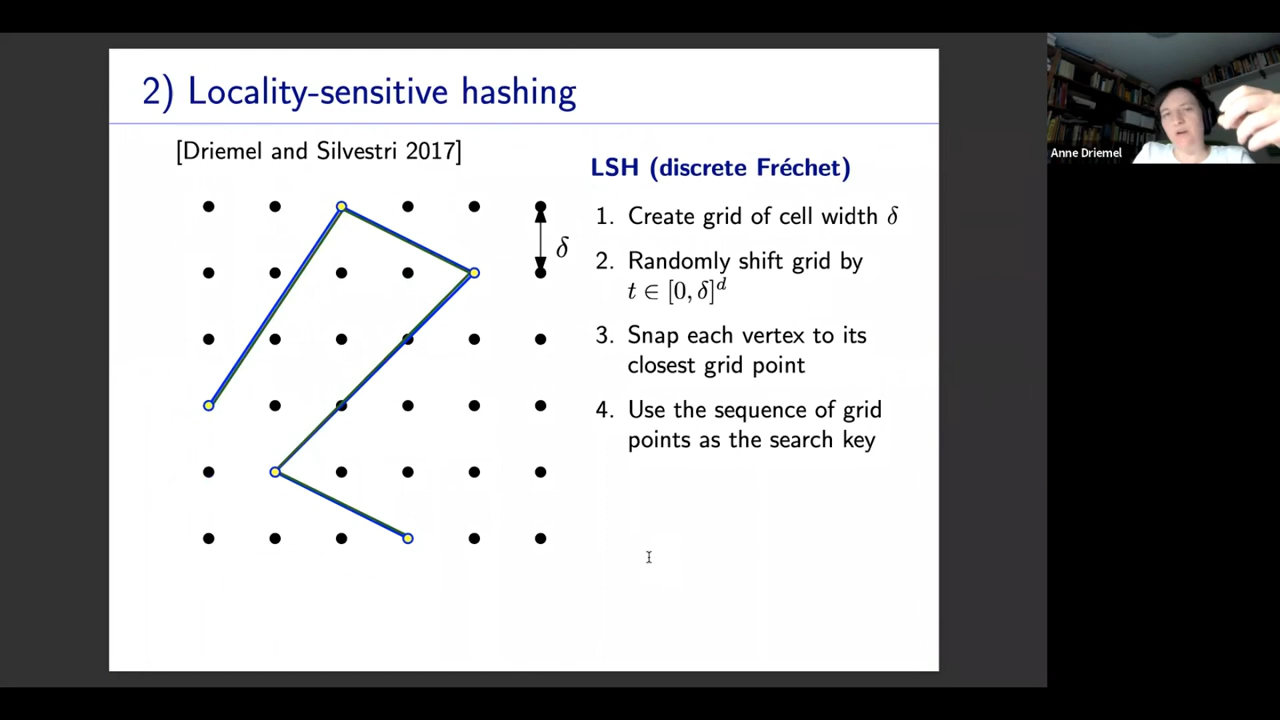 2) Locality-sensitive hashing
[Driemel and Silvestri 2017]
δ
LSH (discrete Fréchet)
1. Create grid of cell width δ
2. Randomly shift grid by
t ∈ [0, δ]^d
3. Snap each vertex to its
closest grid point
4. Use the sequence of grid
points as the search key
Anne Driemel